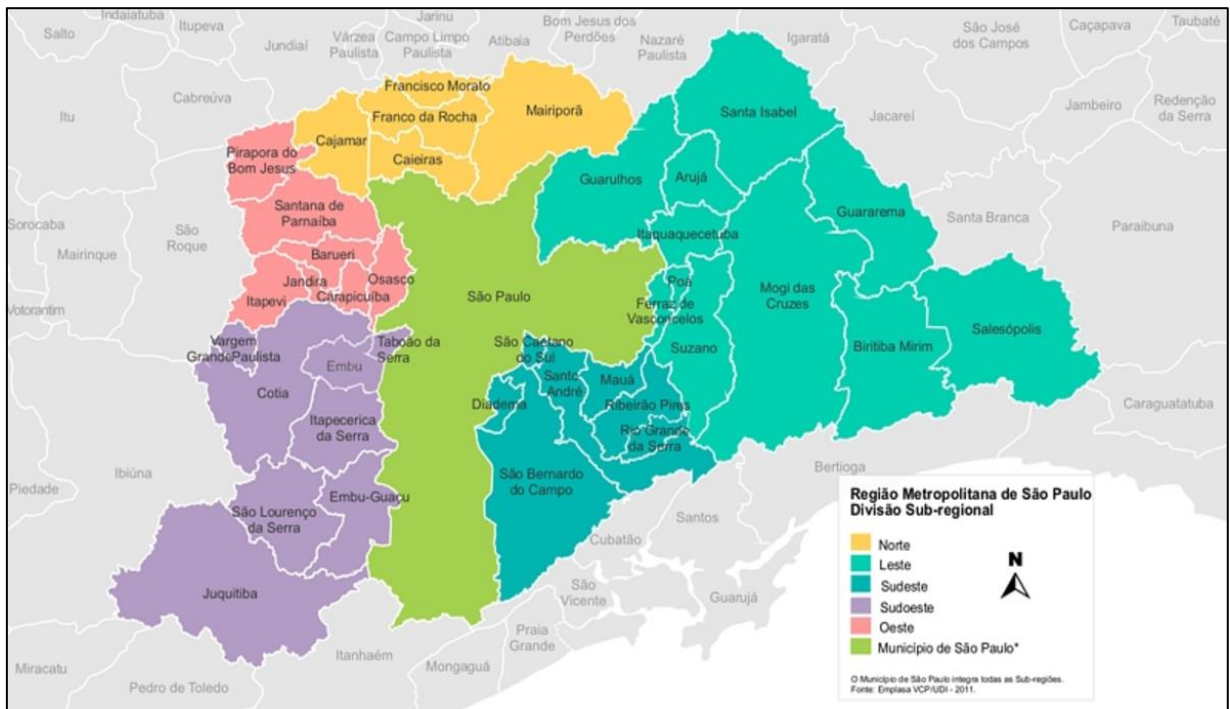 Indaiatuba
Itupeva
Jarinu
Bom Jesus dos
Perdões
Taubaté
Salto
Jundiaí
Várzea
Paulista
Campo Limpo
Paulista
Atibaia
Nazaré
Paulista
Igaratá
São José
dos Campos
Caçapava
Itu
Cabreúva
Francisco Morato
Franco da Rocha
Mairiporã
Santa Isabel
Jacareí
Jambeiro
Redenção
da Serra
Cajamar
Caieiras
Pirapora do
Bom Jesus
Guarulhos
Arujá
Guararema
Santa Branca
Paraibuna
Santana de
Parnaíba
Sorocaba
Mairinque
São
Roque
Itaquaquecetuba
Barueri
Jandira
Osasco
Itapevi
Carapicuíba
Votorantim
São Paulo
Poá
Ferraz de
Vasconcelos
Mogi das
Cruzes
Salesópolis
Vargem
Grande Paulista
Taboão da
Serra
São Caetano
do Sul
Suzano
Biritiba Mirim
Embu
Cotia
Santo
André
Mauá
Diadema
Ribeirão Pires
Itapecerica
da Serra
Rio Grande
da Serra
Caraguatatuba
Ibiúna
Piedade
São Bernardo
do Campo
Bertioga
Embu-Guaçu
São Lourenço
da Serra
Santos
Cubatão
Juquitiba
São
Vicente
Guarujá
Praia
Grande
Itanhaém
Mongaguá
Miracatu
Pedro de Toledo
Região Metropolitana de São Paulo
Divisão Sub-regional
Norte
Leste
Sudeste
Sudoeste
Oeste
Município de São Paulo*
N
O Município de São Paulo integra todas as Sub-regiões.
Fonte: Emplasa VCP/UDI - 2011.